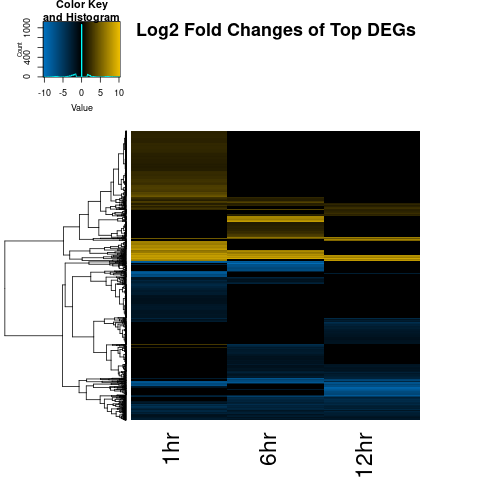 Color Key
and Histogram
Log2 Fold Changes of Top DEGs
Count
0 400 1000
-10 -5 0 5 10
Value
1hr 6hr 12hr